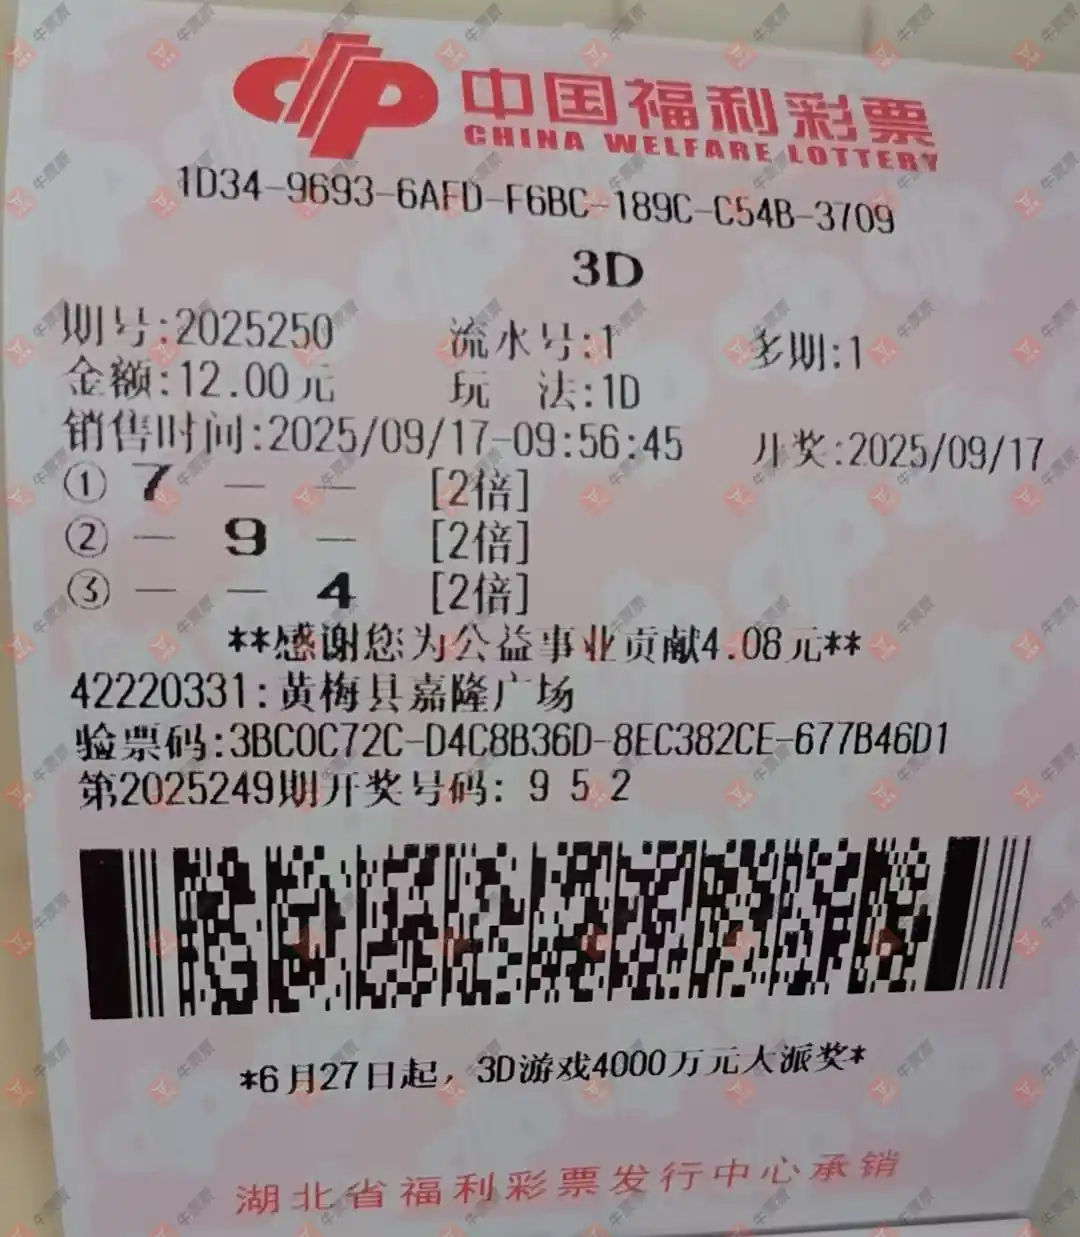 中国福利彩票
CHINA WELFARE LOTTERY
1D34-9693-6AFD-F6BC-189C-C54B-3709
3D
期号:2025250 流水号:1 多期:1
金额:12.00元 玩 法:1D
销售时间:2025/09/17-09:56:45 开奖:2025/09/17
① 7 — — [2倍]
② — 9 — [2倍]
③ — — 4 [2倍]
**感谢您为公益事业贡献4.08元**
42220331:黄梅县嘉隆广场
验票码:3BC0C72C-D4C8B36D-8EC382CE-677B46D1
第2025249期开奖号码: 9 5 2
*6月27日起，3D游戏4000万元大派奖*
湖北省福利彩票发行中心承销
牛票票